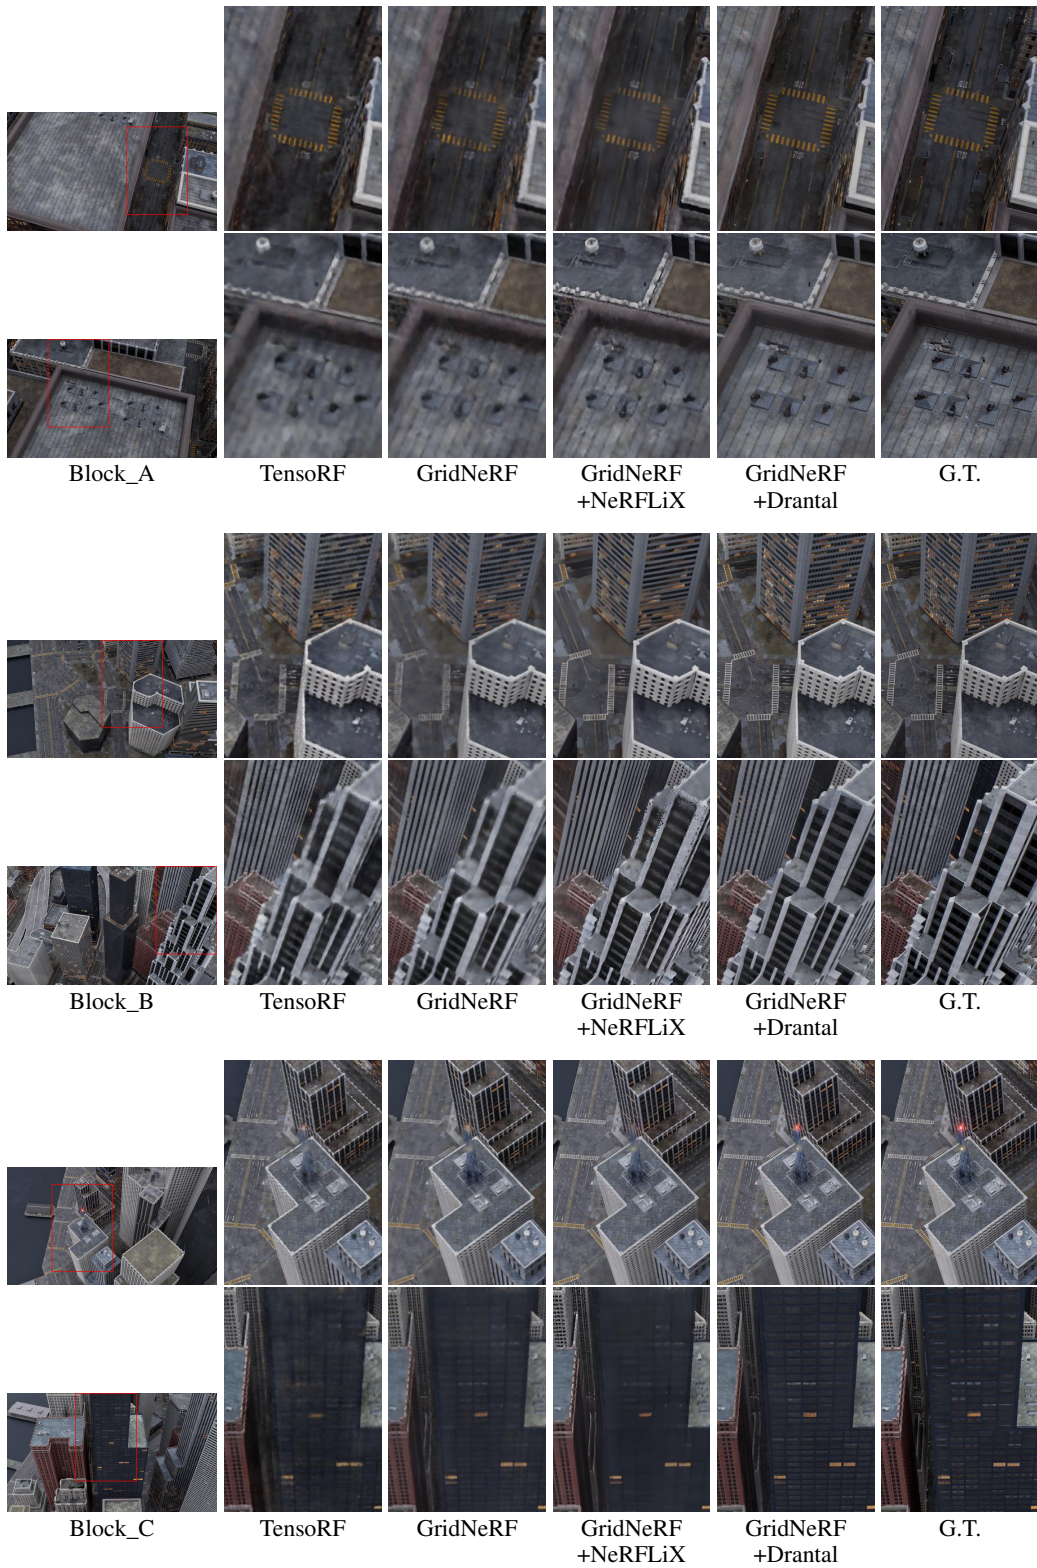 Block_A TensoRF GridNeRF GridNeRF GridNeRF G.T.
+NeRFLiX +Drantal
Block_B TensoRF GridNeRF GridNeRF GridNeRF G.T.
+NeRFLiX +Drantal
Block_C TensoRF GridNeRF GridNeRF GridNeRF G.T.
+NeRFLiX +Drantal